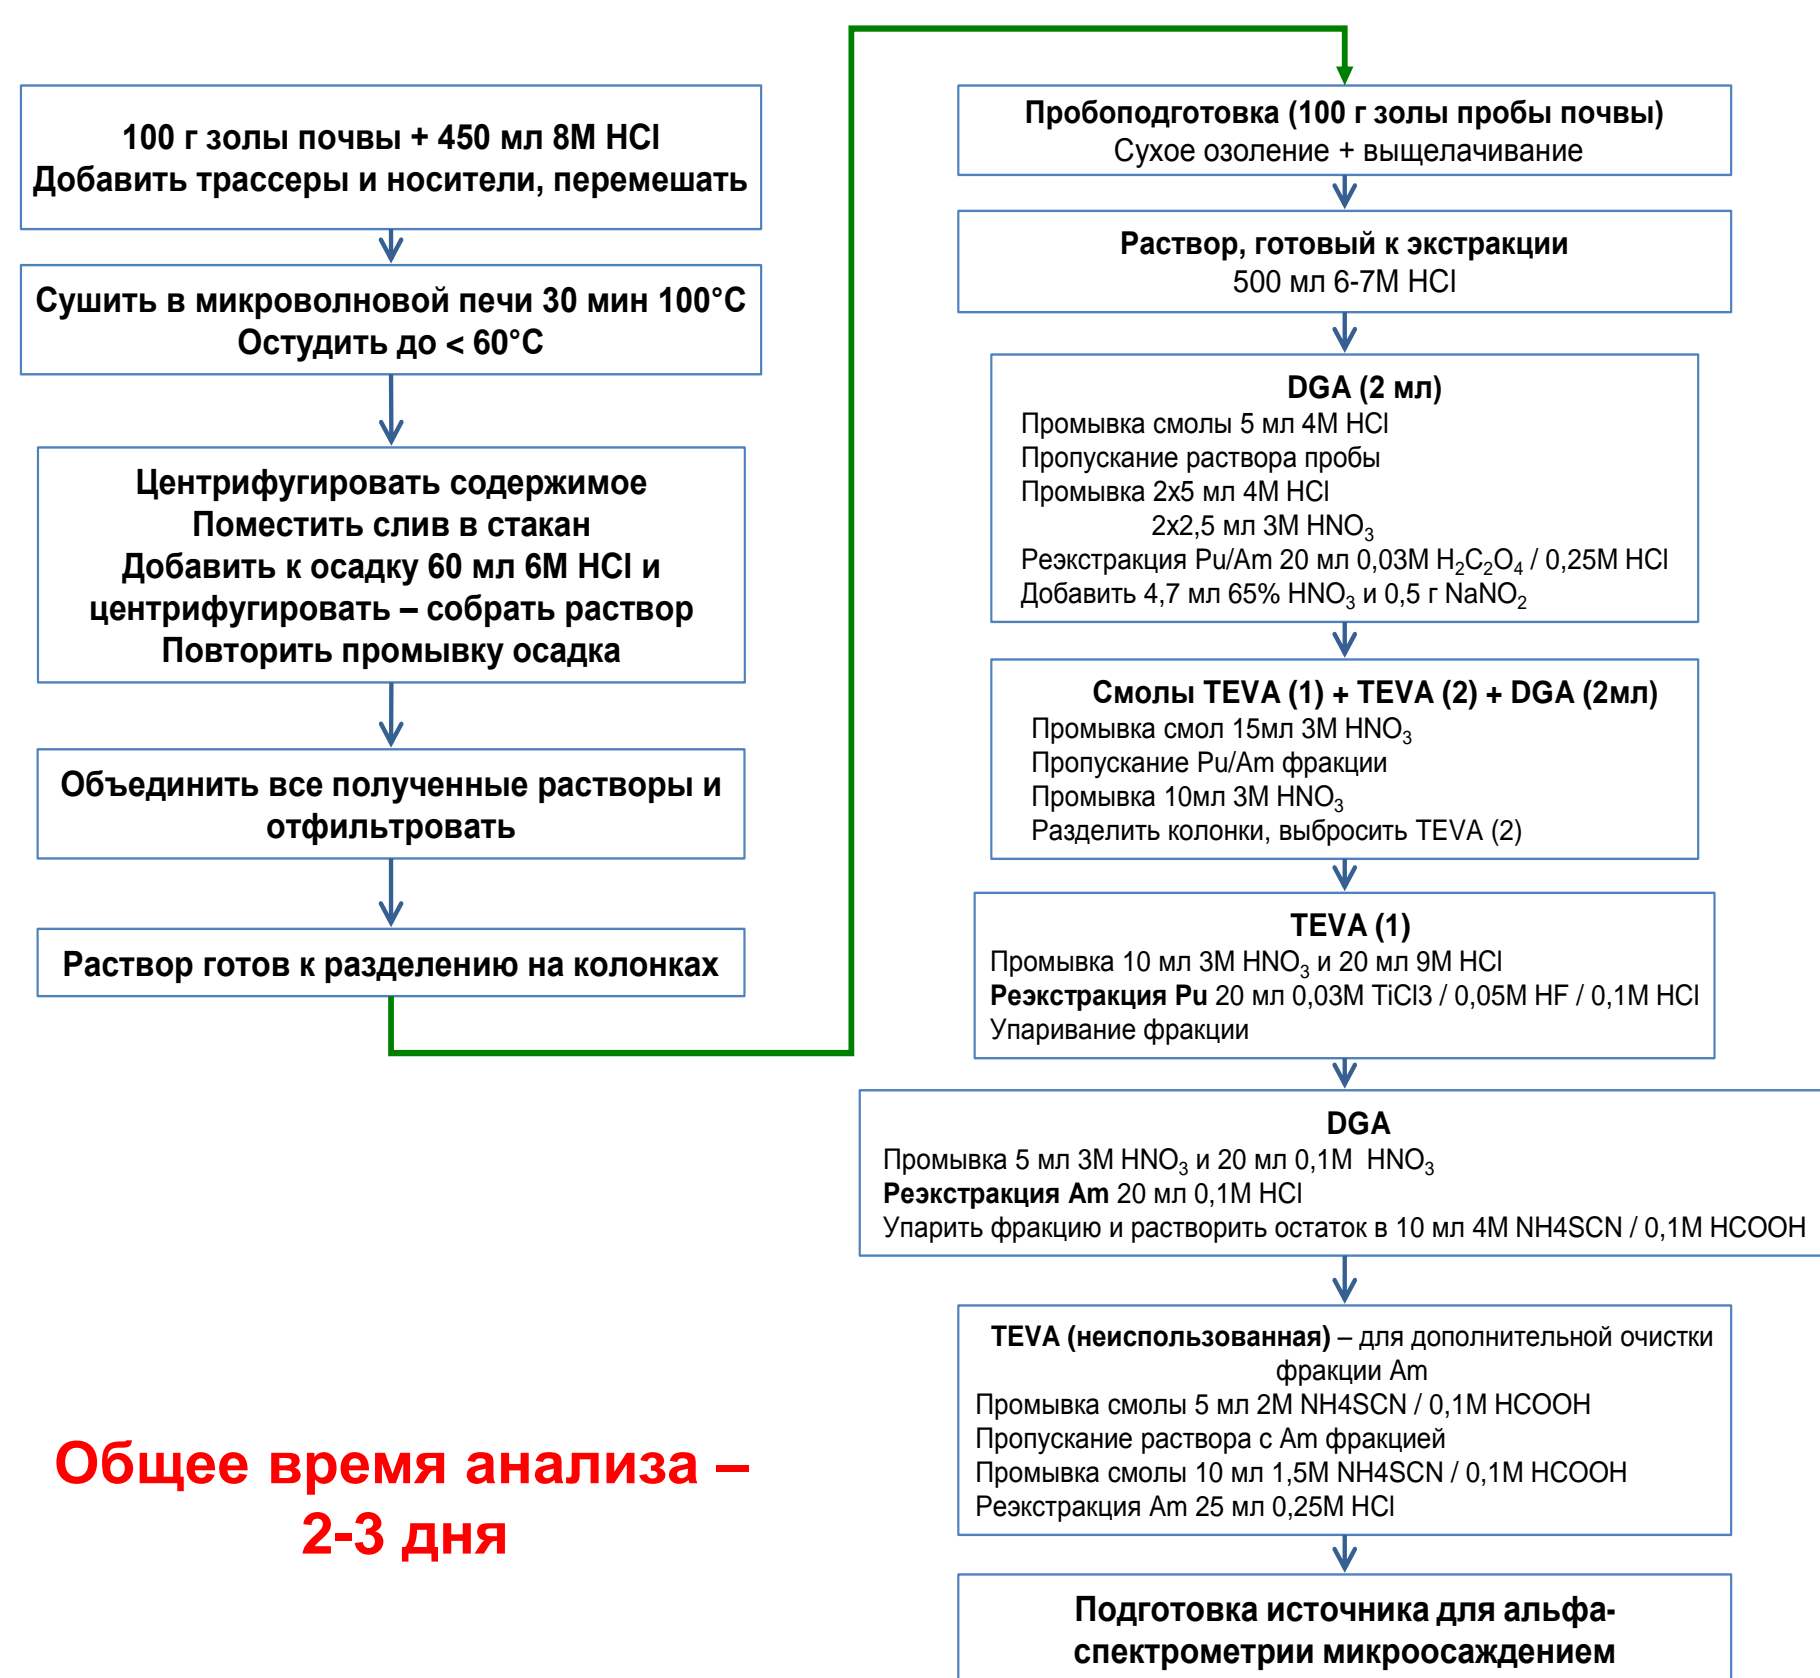 100 г золы почвы + 450 мл 8М HCl
Добавить трассеры и носители, перемешать
Сушить в микроволновой печи 30 мин 100°С
Остудить до < 60°С
Центрифугировать содержимое
Поместить слив в стакан
Добавить к осадку 60 мл 6М HCl и
центрифугировать – собрать раствор
Повторить промывку осадка
Объединить все полученные растворы и
отфильтровать
Раствор готов к разделению на колонках
Общее время анализа –
2-3 дня
Пробоподготовка (100 г золы пробы почвы)
Сухое озоление + выщелачивание
Раствор, готовый к экстракции
500 мл 6-7М HCl
DGA (2 мл)
Промывка смолы 5 мл 4М HCl
Пропускание раствора пробы
Промывка 2х5 мл 4М HCl
2х2,5 мл 3М HNO₃
Реэкстракция Pu/Am 20 мл 0,03М H₂C₂O₄ / 0,25М HCl
Добавить 4,7 мл 65% HNO₃ и 0,5 г NaNO₂
Смолы TEVA (1) + TEVA (2) + DGA (2мл)
Промывка смол 15мл 3М HNO₃
Пропускание Pu/Am фракции
Промывка 10мл 3М HNO₃
Разделить колонки, выбросить TEVA (2)
TEVA (1)
Промывка 10 мл 3М HNO₃ и 20 мл 9М HCl
Реэкстракция Pu 20 мл 0,03М TiCl3 / 0,05М HF / 0,1М HCl
Упаривание фракции
DGA
Промывка 5 мл 3М HNO₃ и 20 мл 0,1М HNO₃
Реэкстракция Am 20 мл 0,1М HCl
Упарить фракцию и растворить остаток в 10 мл 4М NH4SCN / 0,1М HCOOH
TEVA (неиспользованная) – для дополнительной очистки
фракции Am
Промывка смолы 5 мл 2М NH4SCN / 0,1М HCOOH
Пропускание раствора с Am фракцией
Промывка смолы 10 мл 1,5М NH4SCN / 0,1М HCOOH
Реэкстракция Am 25 мл 0,25М HCl
Подготовка источника для альфа-
спектрометрии микроосаждением